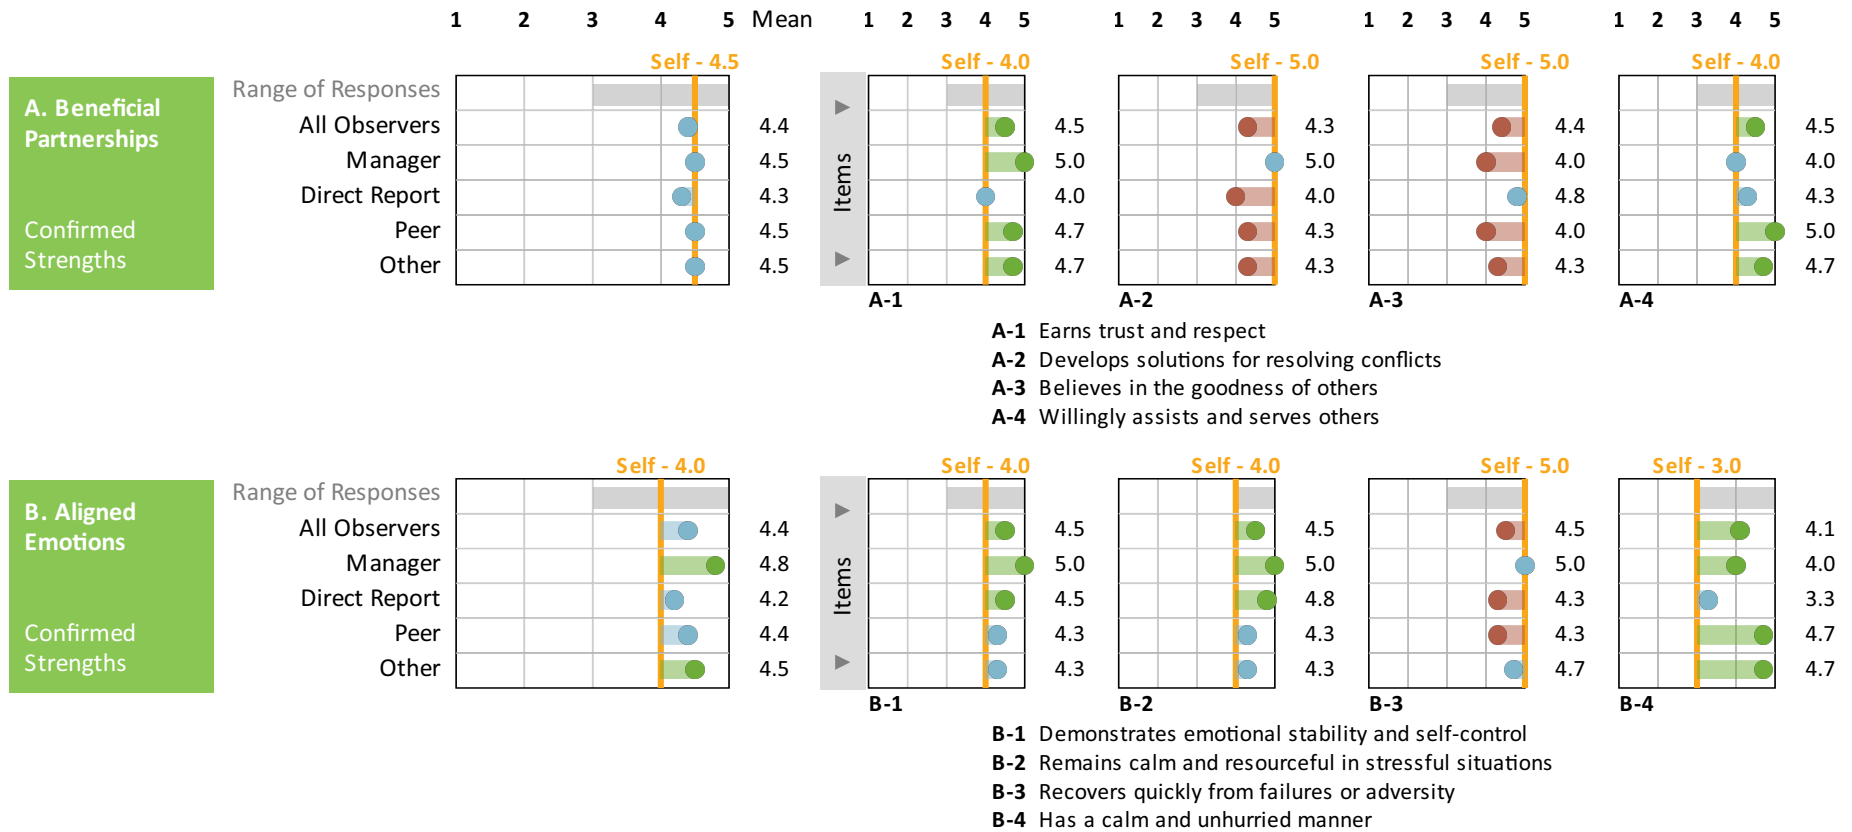 1 2 3 4 5 Mean 1 2 3 4 5 1 2 3 4 5 1 2 3 4 5 1 2 3 4 5
Self - 4.5 Self - 4.0 Self - 5.0 Self - 5.0 Self - 4.0
A. Beneficial
Partnerships
Confirmed
Strengths
Range of Responses
All Observers 4.4 4.5 4.3 4.4 4.5
Manager 4.5 5.0 5.0 4.0 4.0
Direct Report 4.3 4.0 4.0 4.8 4.3
Peer 4.5 4.7 4.3 4.0 5.0
Other 4.5 4.7 4.3 4.3 4.7
Items
A-1 A-2 A-3 A-4
A-1 Earns trust and respect
A-2 Develops solutions for resolving conflicts
A-3 Believes in the goodness of others
A-4 Willingly assists and serves others
Self - 4.0 Self - 4.0 Self - 4.0 Self - 5.0 Self - 3.0
B. Aligned
Emotions
Confirmed
Strengths
Range of Responses
All Observers 4.4 4.5 4.5 4.5 4.1
Manager 4.8 5.0 5.0 5.0 4.0
Direct Report 4.2 4.5 4.8 4.3 3.3
Peer 4.4 4.3 4.3 4.3 4.7
Other 4.5 4.3 4.3 4.7 4.7
Items
B-1 B-2 B-3 B-4
B-1 Demonstrates emotional stability and self-control
B-2 Remains calm and resourceful in stressful situations
B-3 Recovers quickly from failures or adversity
B-4 Has a calm and unhurried manner